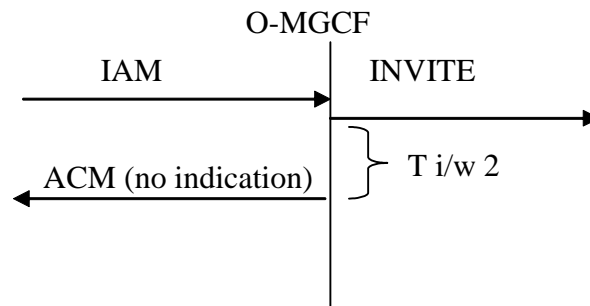 O-MGCF
IAM
INVITE
T i/w 2
ACM (no indication)